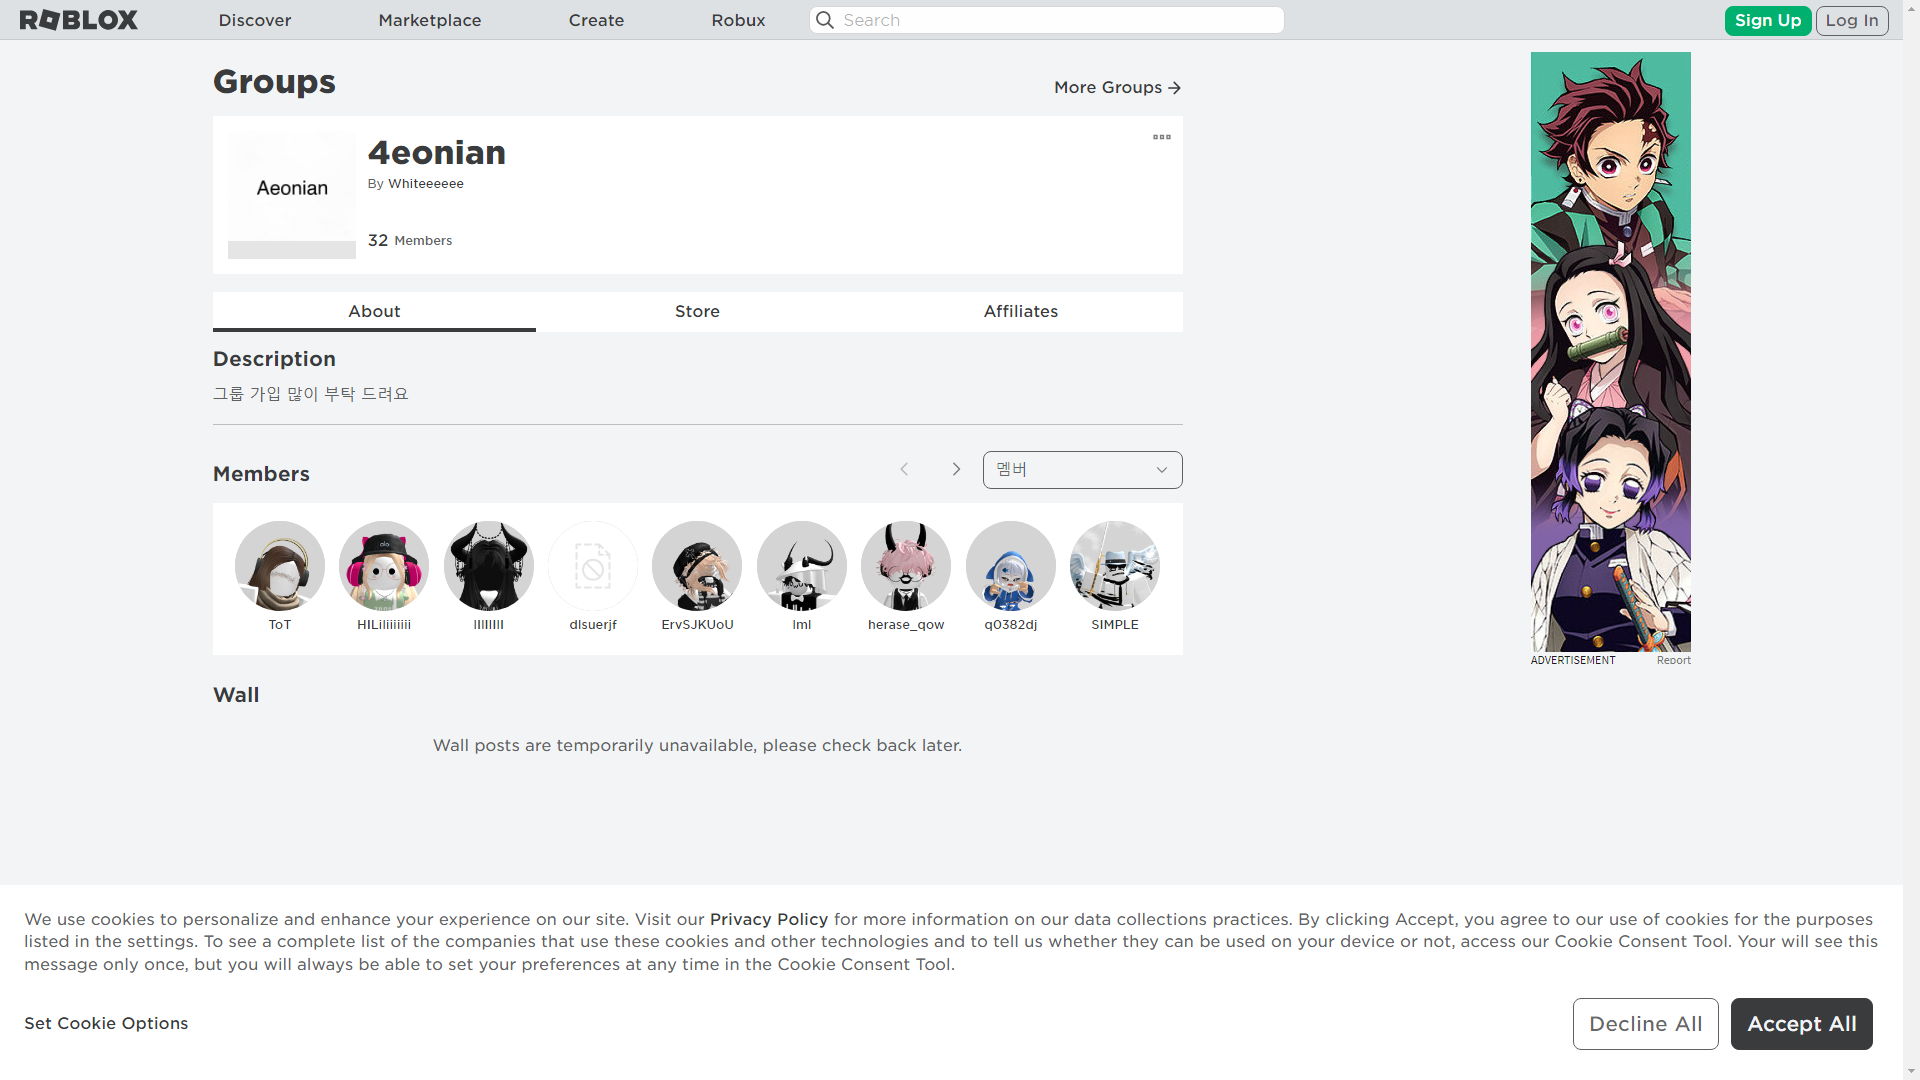 ROBLOX
Discover
Marketplace
Create
Robux
Search
Sign Up
Log In
Groups
More Groups
Aeonian
4eonian
By Whiteeeeee
32 Members
About
Store
Affiliates
Description
그룹 가입 많이 부탁 드려요
Members
멤버
ToT
dlsuerjf
ErvSJKUoU
herase_qow
q0382dj
SIMPLE
ADVERTISEMENT
Report
Wall
Wall posts are temporarily unavailable, please check back later.
We use cookies to personalize and enhance your experience on our site. Visit our Privacy Policy for more information on our data collections practices. By clicking Accept, you agree to our use of cookies for the purposes
listed in the settings. To see a complete list of the companies that use these cookies and other technologies and to tell us whether they can be used on your device or not, access our Cookie Consent Tool. Your will see this
message only once, but you will always be able to set your preferences at any time in the Cookie Consent Tool.
Set Cookie Options
Decline All
Accept All